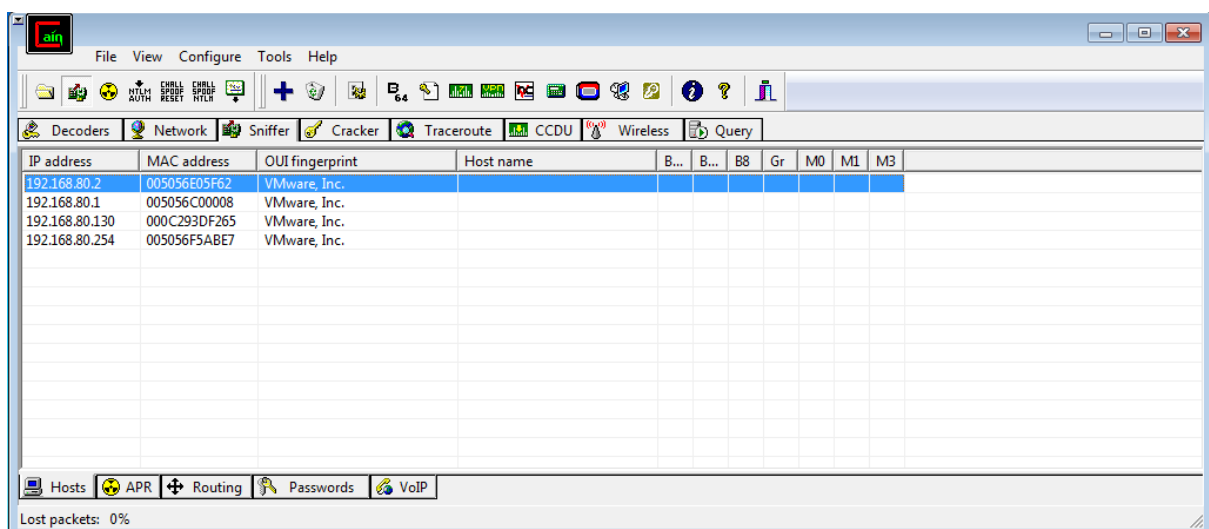 Cain
File View Configure Tools Help
NTLM AUTH CHALL SPOOF RESET CHALL SPOOF NTLM B64
Decoders Network Sniffer Cracker Traceroute CCDU Wireless Query
IP address MAC address OUI fingerprint Host name B... B... B8 Gr M0 M1 M3
192.168.80.2 005056E05F62 VMware, Inc.
192.168.80.1 005056C00008 VMware, Inc.
192.168.80.130 000C293DF265 VMware, Inc.
192.168.80.254 005056F5ABE7 VMware, Inc.
Hosts APR Routing Passwords VoIP
Lost packets: 0%